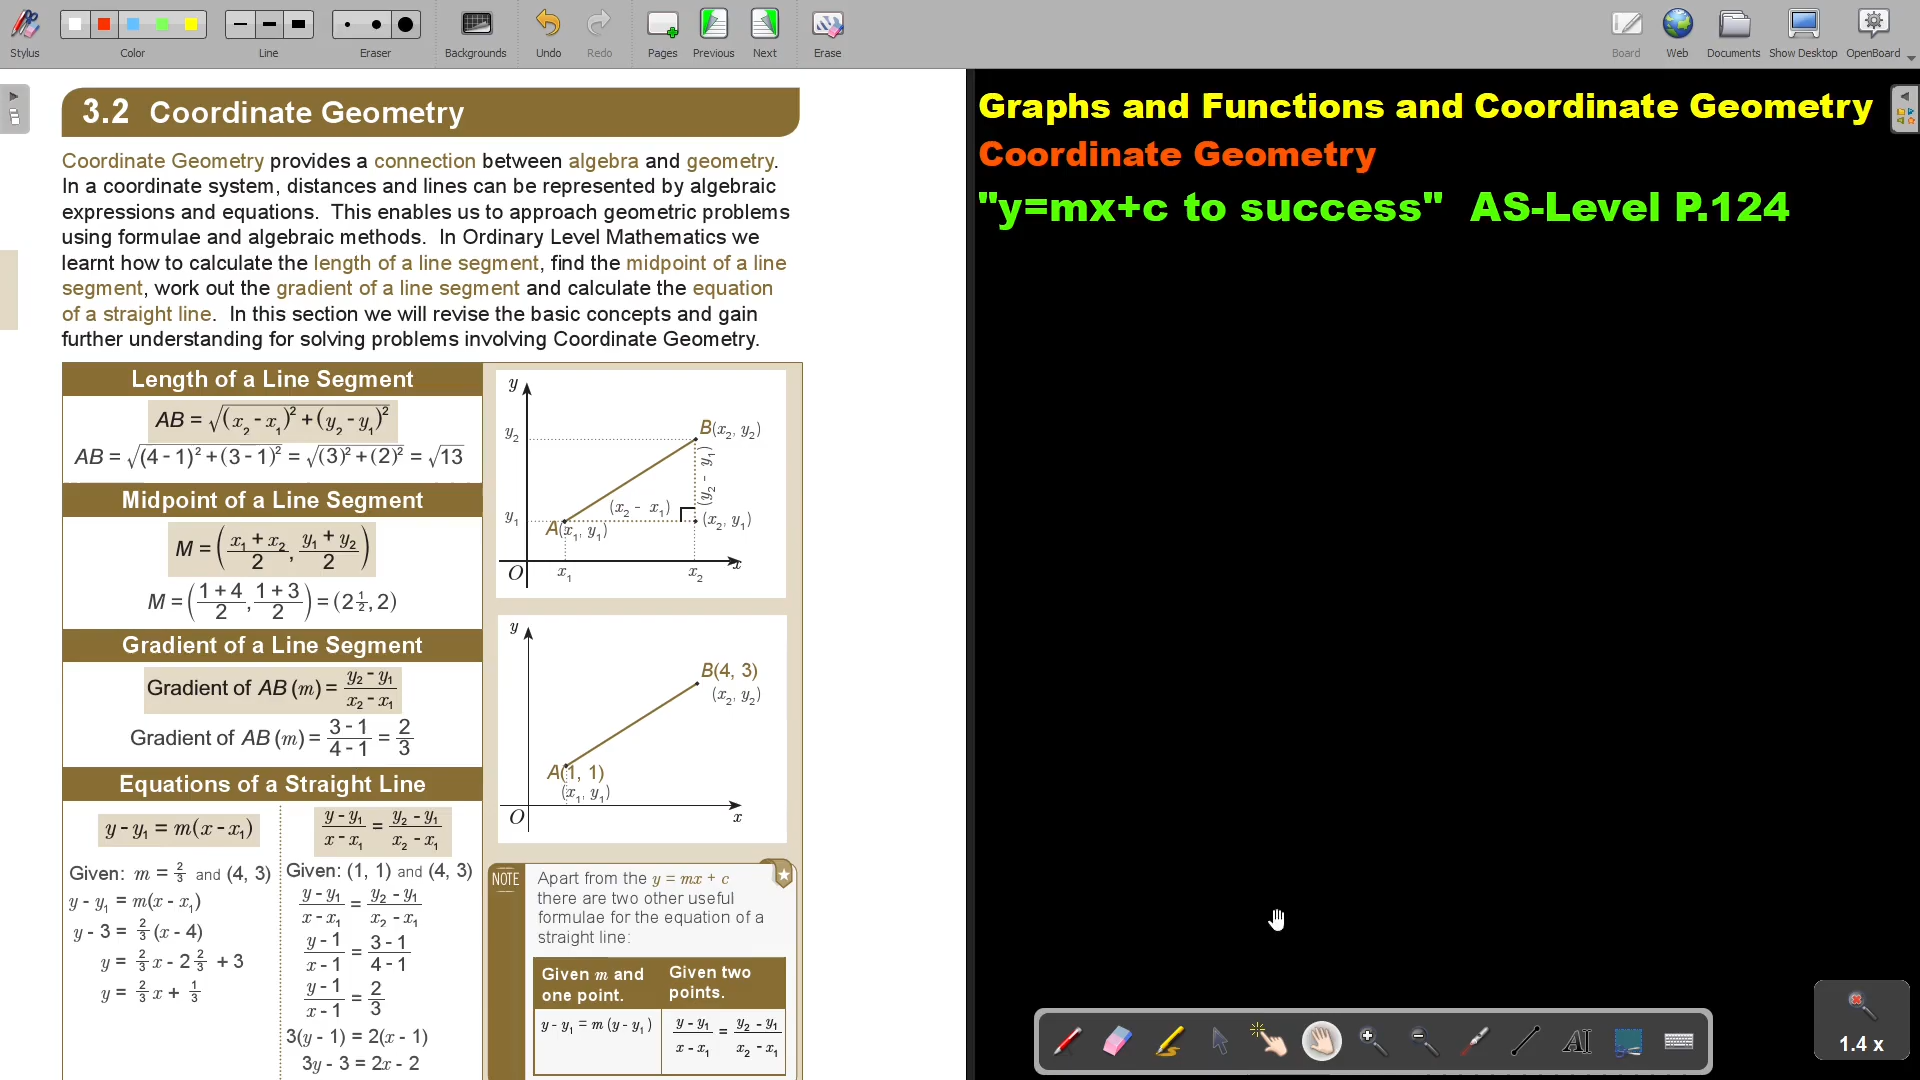 Stylus
Color
Line
Eraser
Backgrounds
Undo
Redo
Pages
Previous
Next
Erase
Board
Web
Documents
Show Desktop
OpenBoard
3.2 Coordinate Geometry
Coordinate Geometry provides a connection between algebra and geometry.
In a coordinate system, distances and lines can be represented by algebraic
expressions and equations. This enables us to approach geometric problems
using formulae and algebraic methods. In Ordinary Level Mathematics we
learnt how to calculate the length of a line segment, find the midpoint of a line
segment, work out the gradient of a line segment and calculate the equation
of a straight line. In this section we will revise the basic concepts and gain
further understanding for solving problems involving Coordinate Geometry.
Length of a Line Segment
AB = √(x₂ - x₁)² + (y₂ - y₁)²
AB = √(4 - 1)² + (3 - 1)² = √(3)² + (2)² = √13
Midpoint of a Line Segment
M = ((x₁ + x₂)/2, (y₁ + y₂)/2)
M = ((1 + 4)/2, (1 + 3)/2) = (2 1/2, 2)
Gradient of a Line Segment
Gradient of AB (m) = (y₂ - y₁)/(x₂ - x₁)
Gradient of AB (m) = (3 - 1)/(4 - 1) = 2/3
Equations of a Straight Line
y - y₁ = m(x - x₁)
Given: m = 2/3 and (4, 3)
y - y₁ = m(x - x₁)
y - 3 = 2/3 (x - 4)
y = 2/3 x - 2 2/3 + 3
y = 2/3 x + 1/3
(y - y₁)/(x - x₁) = (y₂ - y₁)/(x₂ - x₁)
Given: (1, 1) and (4, 3)
(y - y₁)/(x - x₁) = (y₂ - y₁)/(x₂ - x₁)
(y - 1)/(x - 1) = (3 - 1)/(4 - 1)
(y - 1)/(x - 1) = 2/3
3(y - 1) = 2(x - 1)
3y - 3 = 2x - 2
y
y₂
B(x₂, y₂)
(y₂ - y₁)
(x₂ - x₁)
y₁
A(x₁, y₁)
(x₂, y₁)
O
x₁
x₂
x
y
B(4, 3)
(x₂, y₂)
A(1, 1)
(x₁, y₁)
O
x
NOTE
Apart from the y = mx + c
there are two other useful
formulae for the equation of a
straight line:
Given m and
one point.
Given two
points.
y - y₁ = m (y - y₁)
(y - y₁)/(x - x₁) = (y₂ - y₁)/(x₂ - x₁)
Graphs and Functions and Coordinate Geometry
Coordinate Geometry
"y=mx+c to success" AS-Level P.124
AI
1.4 x